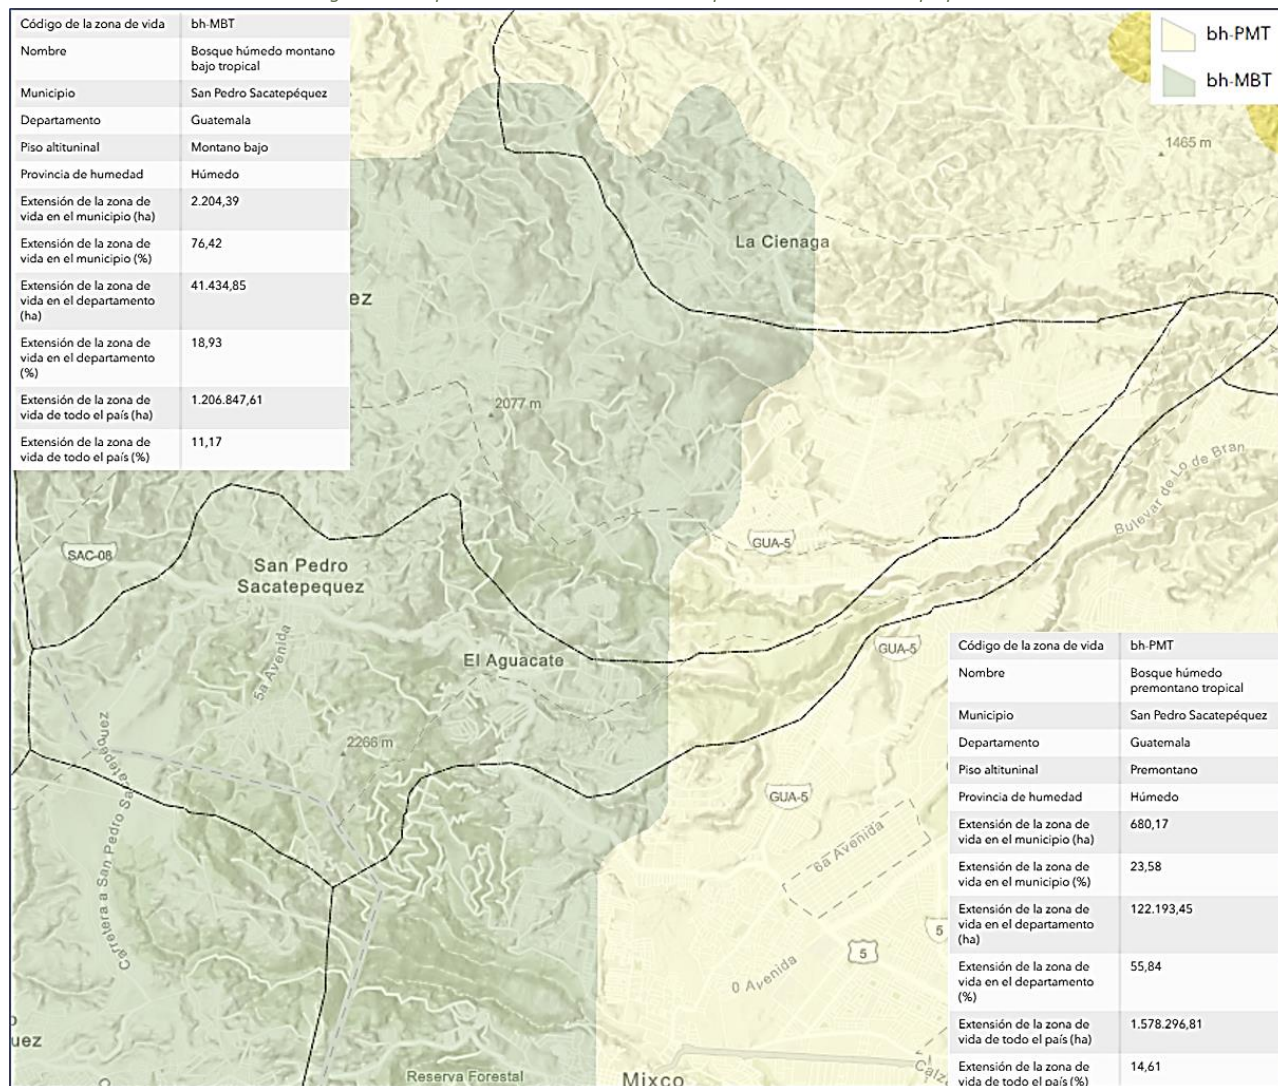 Código de la zona de vida bh-MBT
Nombre Bosque húmedo montano
bajo tropical
Municipio San Pedro Sacatepéquez
Departamento Guatemala
Piso altituninal Montano bajo
Provincia de humedad Húmedo
Extensión de la zona de 2.204,39
vida en el municipio (ha)
Extensión de la zona de 76,42
vida en el municipio (%)
Extensión de la zona de 41.434,85
vida en el departamento
(ha)
Extensión de la zona de 18,93
vida en el departamento
(%)
Extensión de la zona de 1.206.847,61
vida de todo el país (ha)
Extensión de la zona de 11,17
vida de todo el país (%)
bh-PMT
bh-MBT
1465 m
La Cienaga
ez
2077 m
Bulevar de Lo de Bran
GUA-5
SAC-08
San Pedro
Sacatepequez
5a Avenida
El Aguacate
GUA-5
2266 m
Carretera a San Pedro Sacatepequez
GUA-5
6a Avenida
5
5
0 Avenida
uez
Reserva Forestal
Mixco
Calz
Código de la zona de vida bh-PMT
Nombre Bosque húmedo
premontano tropical
Municipio San Pedro Sacatepéquez
Departamento Guatemala
Piso altituninal Premontano
Provincia de humedad Húmedo
Extensión de la zona de 680,17
vida en el municipio (ha)
Extensión de la zona de 23,58
vida en el municipio (%)
Extensión de la zona de 122.193,45
vida en el departamento
(ha)
Extensión de la zona de 55,84
vida en el departamento
(%)
Extensión de la zona de 1.578.296,81
vida de todo el país (ha)
Extensión de la zona de 14,61
vida de todo el país (%)